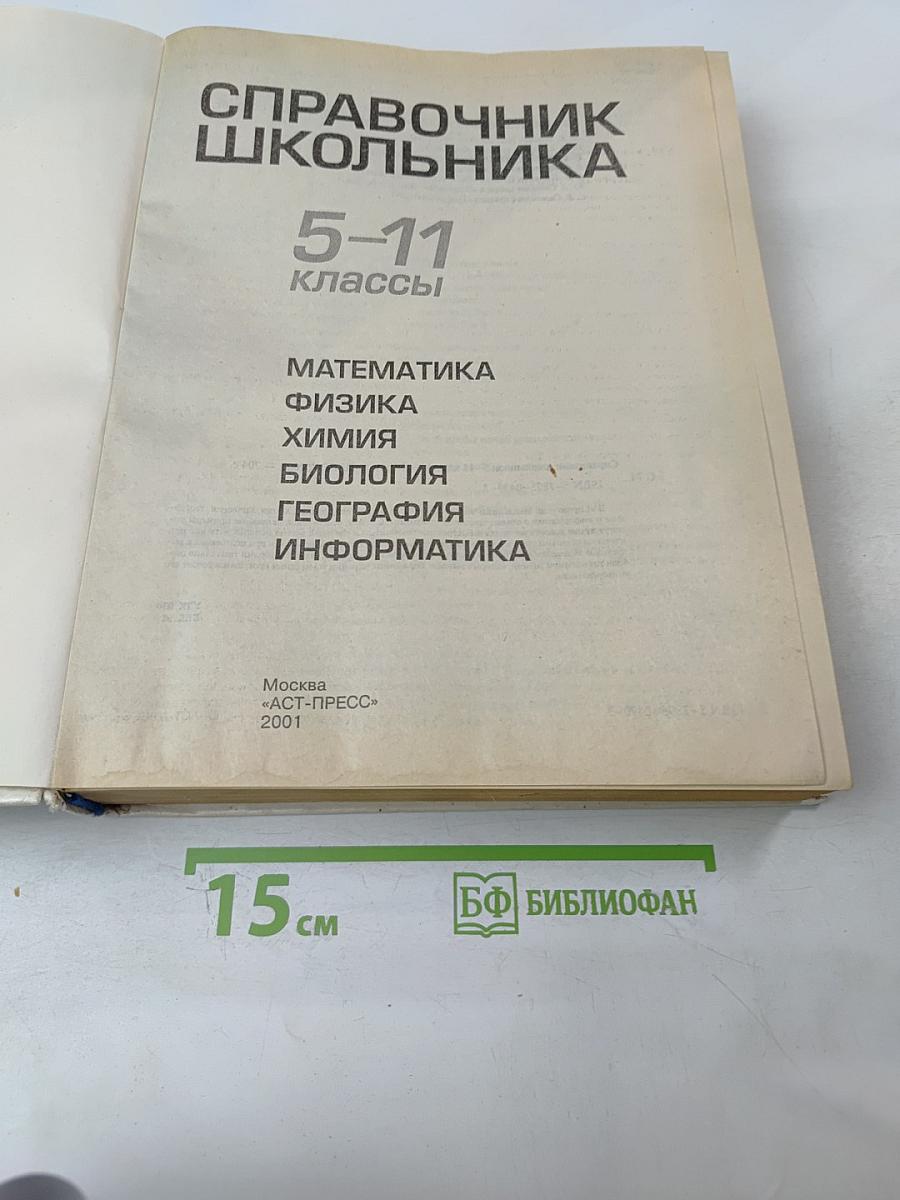 СПРАВОЧНИК
ШКОЛЬНИКА
5–11
классы
МАТЕМАТИКА
ФИЗИКА
ХИМИЯ
БИОЛОГИЯ
ГЕОГРАФИЯ
ИНФОРМАТИКА
Москва
«АСТ-ПРЕСС»
2001
15 см
БФ БИБЛИОФАН